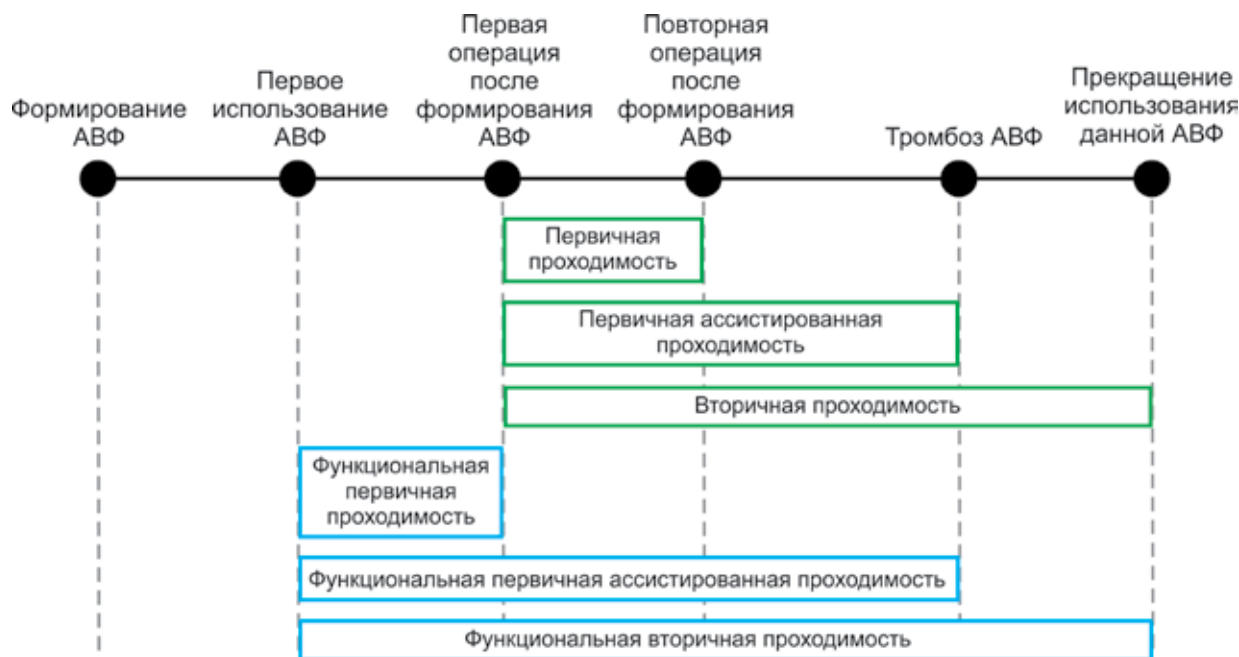 Формирование
АВФ
Первое
использование
АВФ
Первая
операция
после
формирования
АВФ
Повторная
операция
после
формирования
АВФ
Тромбоз АВФ
Прекращение
использования
данной АВФ
Первичная
проходимость
Первичная ассистированная
проходимость
Вторичная проходимость
Функциональная
первичная
проходимость
Функциональная первичная ассистированная проходимость
Функциональная вторичная проходимость